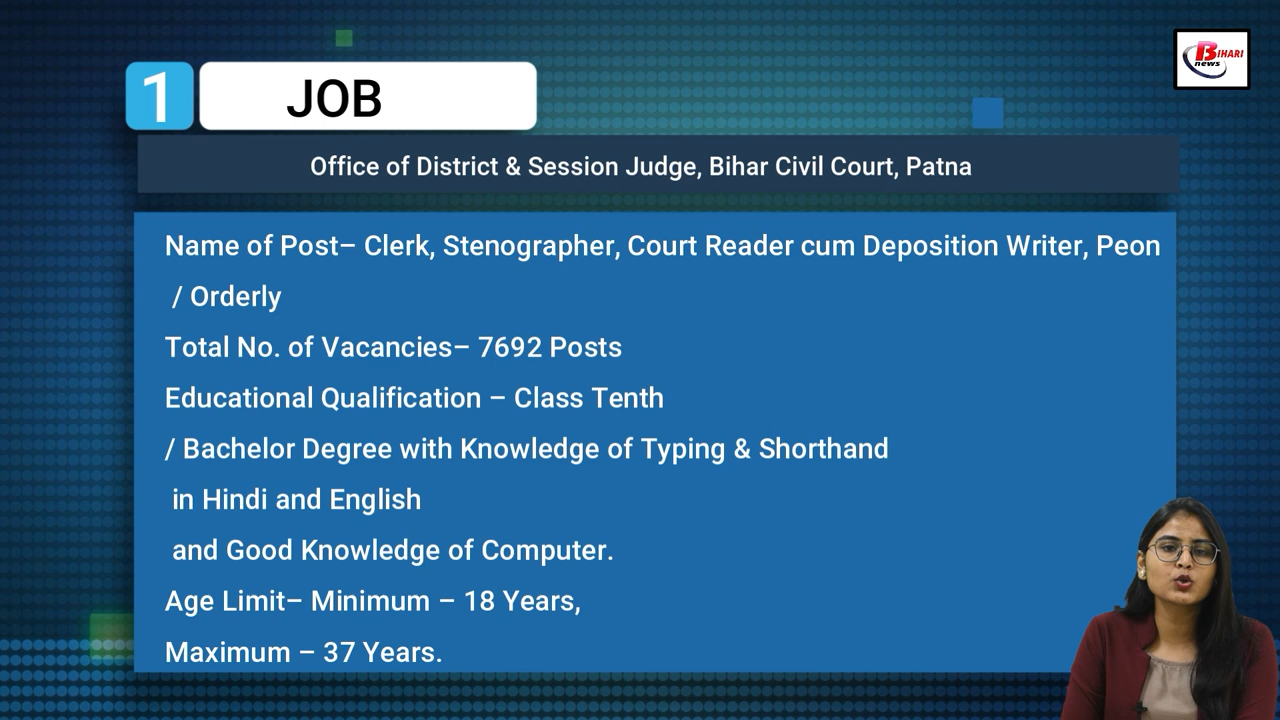 BIHARI
news
1 JOB
Office of District & Session Judge, Bihar Civil Court, Patna
Name of Post– Clerk, Stenographer, Court Reader cum Deposition Writer, Peon
/ Orderly
Total No. of Vacancies– 7692 Posts
Educational Qualification – Class Tenth
/ Bachelor Degree with Knowledge of Typing & Shorthand
in Hindi and English
and Good Knowledge of Computer.
Age Limit– Minimum – 18 Years,
Maximum – 37 Years.